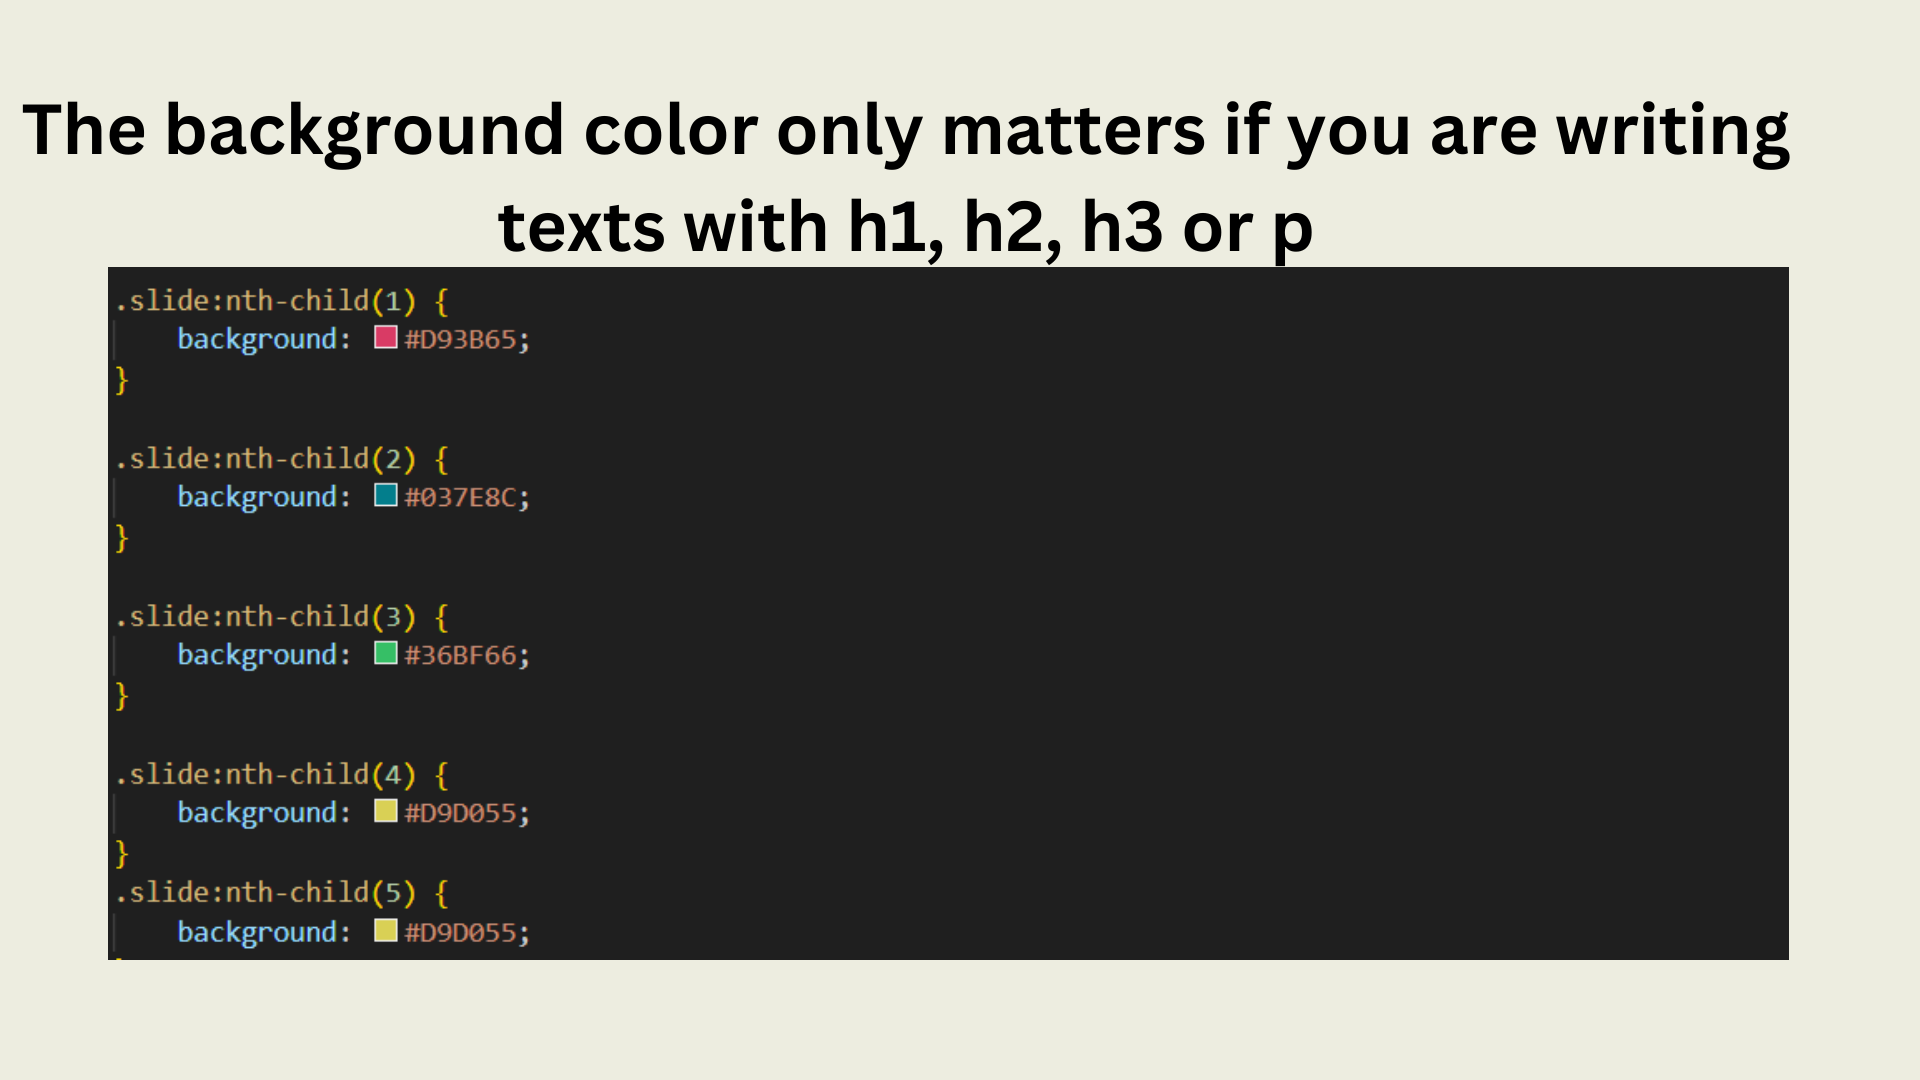 The background color only matters if you are writing
texts with h1, h2, h3 or p
.slide:nth-child(1) {
    background: #D93B65;
}
.slide:nth-child(2) {
    background: #037E8C;
}
.slide:nth-child(3) {
    background: #36BF66;
}
.slide:nth-child(4) {
    background: #D9D055;
}
.slide:nth-child(5) {
    background: #D9D055;